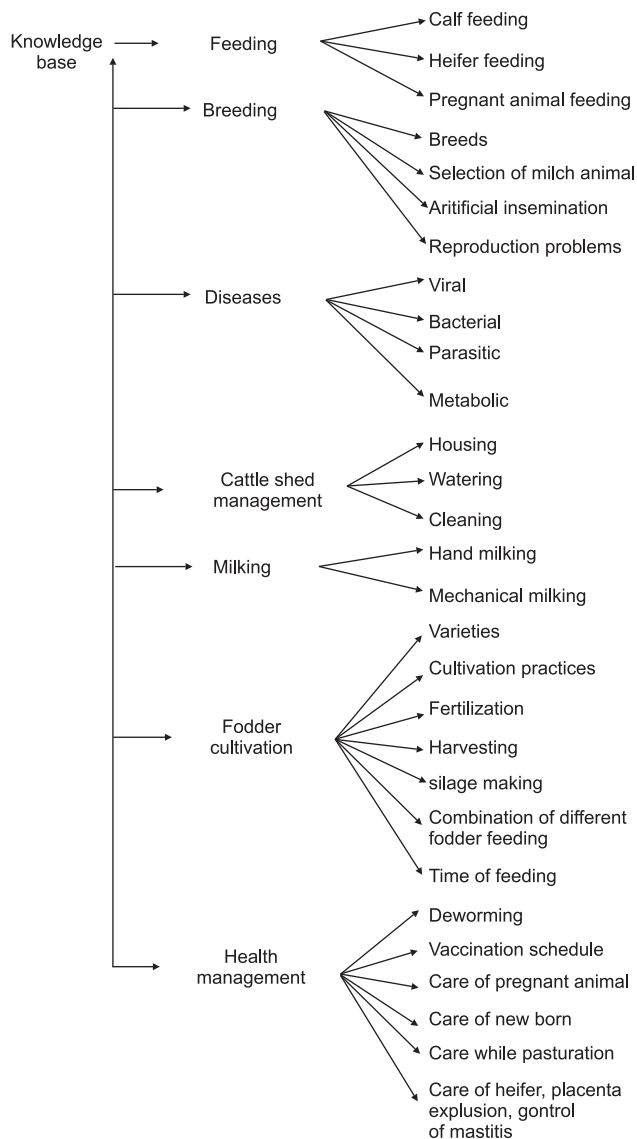 Knowledge
base
Feeding
Calf feeding
Heifer feeding
Pregnant animal feeding
Breeding
Breeds
Selection of milch animal
Aritificial insemination
Reproduction problems
Diseases
Viral
Bacterial
Parasitic
Metabolic
Cattle shed
management
Housing
Watering
Cleaning
Milking
Hand milking
Mechanical milking
Fodder
cultivation
Varieties
Cultivation practices
Fertilization
Harvesting
silage making
Combination of different
fodder feeding
Time of feeding
Health
management
Deworming
Vaccination schedule
Care of pregnant animal
Care of new born
Care while pasturation
Care of heifer, placenta
explusion, gontrol
of mastitis